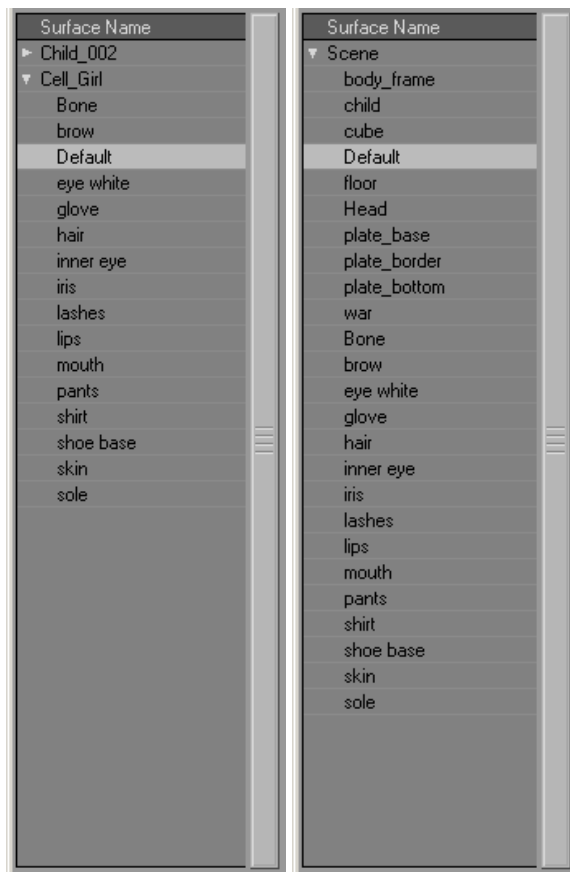 Surface Name
Child_002
Cell_Girl
Bone
brow
Default
eye white
glove
hair
inner eye
iris
lashes
lips
mouth
pants
shirt
shoe base
skin
sole
Surface Name
Scene
body_frame
child
cube
Default
floor
Head
plate_base
plate_border
plate_bottom
war
Bone
brow
eye white
glove
hair
inner eye
iris
lashes
lips
mouth
pants
shirt
shoe base
skin
sole